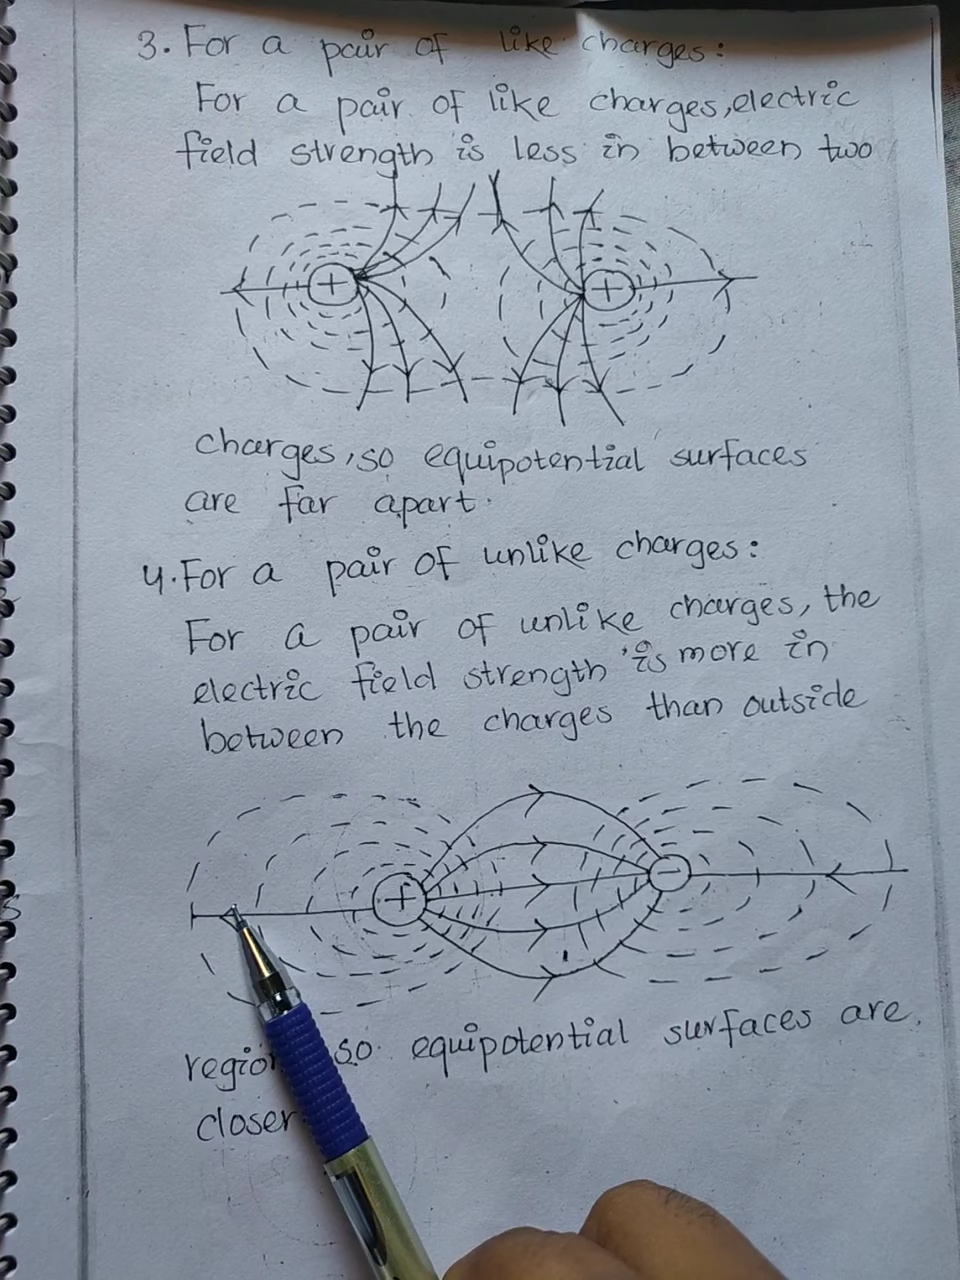 3. For a pair of like charges:
For a pair of like charges, electric
field strength is less in between two
+ +
charges, so equipotential surfaces
are far apart.
4. For a pair of unlike charges:
For a pair of unlike charges, the
electric field strength is more in
between the charges than outside
+ −
so equipotential surfaces are
closer